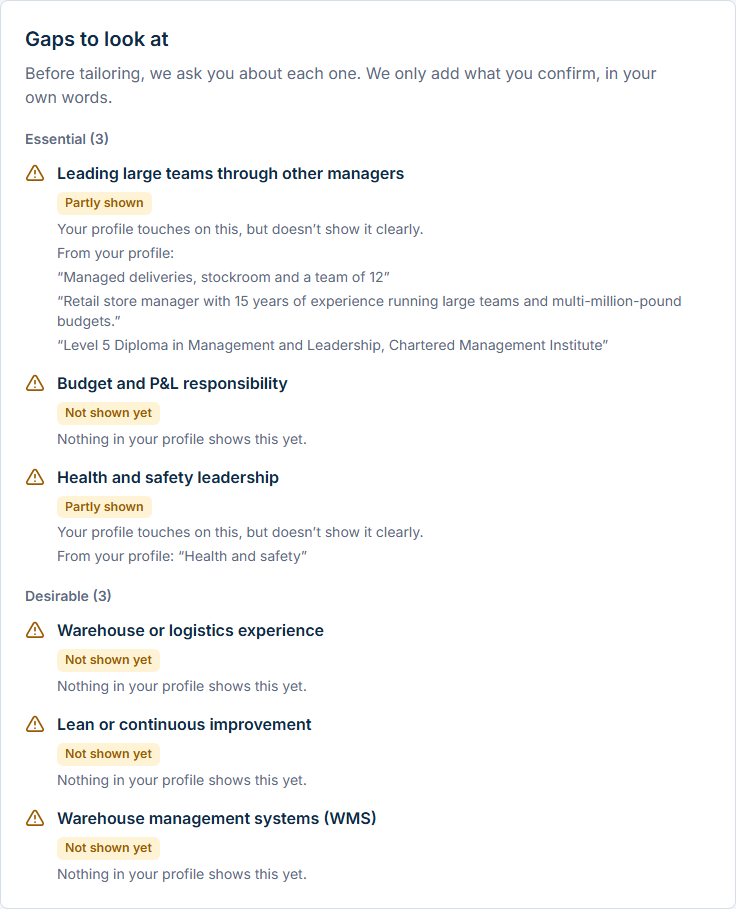 Gaps to look at
Before tailoring, we ask you about each one. We only add what you confirm, in your
own words.
Essential (3)
Leading large teams through other managers
Partly shown
Your profile touches on this, but doesn’t show it clearly.
From your profile:
“Managed deliveries, stockroom and a team of 12”
“Retail store manager with 15 years of experience running large teams and multi-million-pound
budgets.”
“Level 5 Diploma in Management and Leadership, Chartered Management Institute”
Budget and P&L responsibility
Not shown yet
Nothing in your profile shows this yet.
Health and safety leadership
Partly shown
Your profile touches on this, but doesn’t show it clearly.
From your profile: “Health and safety”
Desirable (3)
Warehouse or logistics experience
Not shown yet
Nothing in your profile shows this yet.
Lean or continuous improvement
Not shown yet
Nothing in your profile shows this yet.
Warehouse management systems (WMS)
Not shown yet
Nothing in your profile shows this yet.